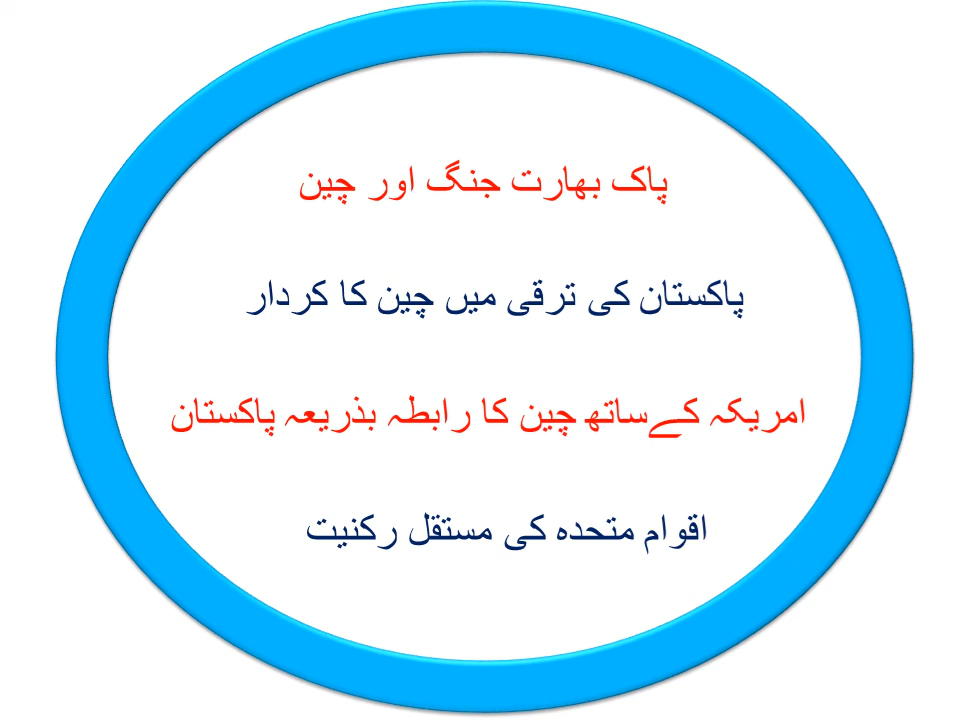 پاک بھارت جنگ اور چین
پاکستان کی ترقی میں چین کا کردار
امریکہ کےساتھ چین کا رابطہ بذریعہ پاکستان
اقوام متحدہ کی مستقل رکنیت